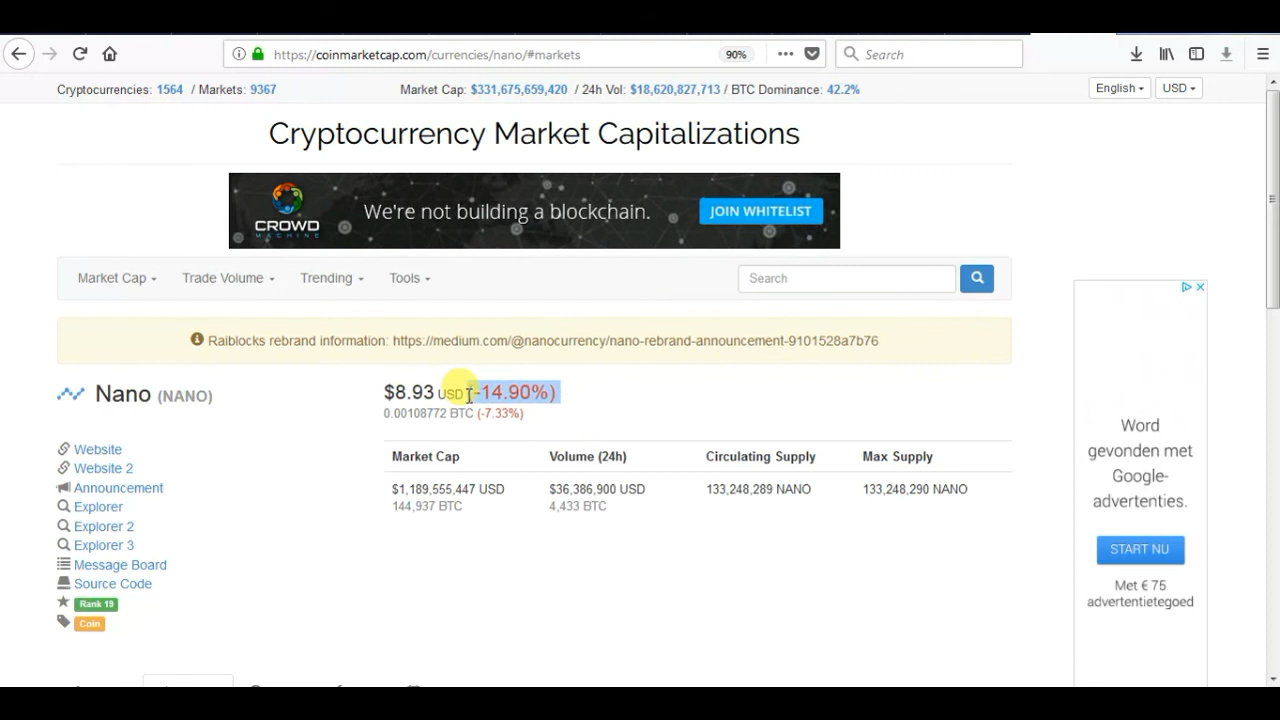 https://coinmarketcap.com/currencies/nano/#markets 90% Search
Cryptocurrencies: 1564 / Markets: 9367 Market Cap: $331,675,659,420 / 24h Vol: $18,620,827,713 / BTC Dominance: 42.2% English USD
Cryptocurrency Market Capitalizations
CROWD MACHINE We're not building a blockchain. JOIN WHITELIST
Market Cap Trade Volume Trending Tools Search
Raiblocks rebrand information: https://medium.com/@nanocurrency/nano-rebrand-announcement-9101528a7b76
Nano (NANO) $8.93 USD (-14.90%)
0.00108772 BTC (-7.33%)
Market Cap Volume (24h) Circulating Supply Max Supply
$1,189,555,447 USD $36,386,900 USD 133,248,289 NANO 133,248,290 NANO
144,937 BTC 4,433 BTC
Website
Website 2
Announcement
Explorer
Explorer 2
Explorer 3
Message Board
Source Code
Rank 19
Coin
Word
gevonden met
Google-
advertenties.
START NU
Met € 75
advertentietegoed